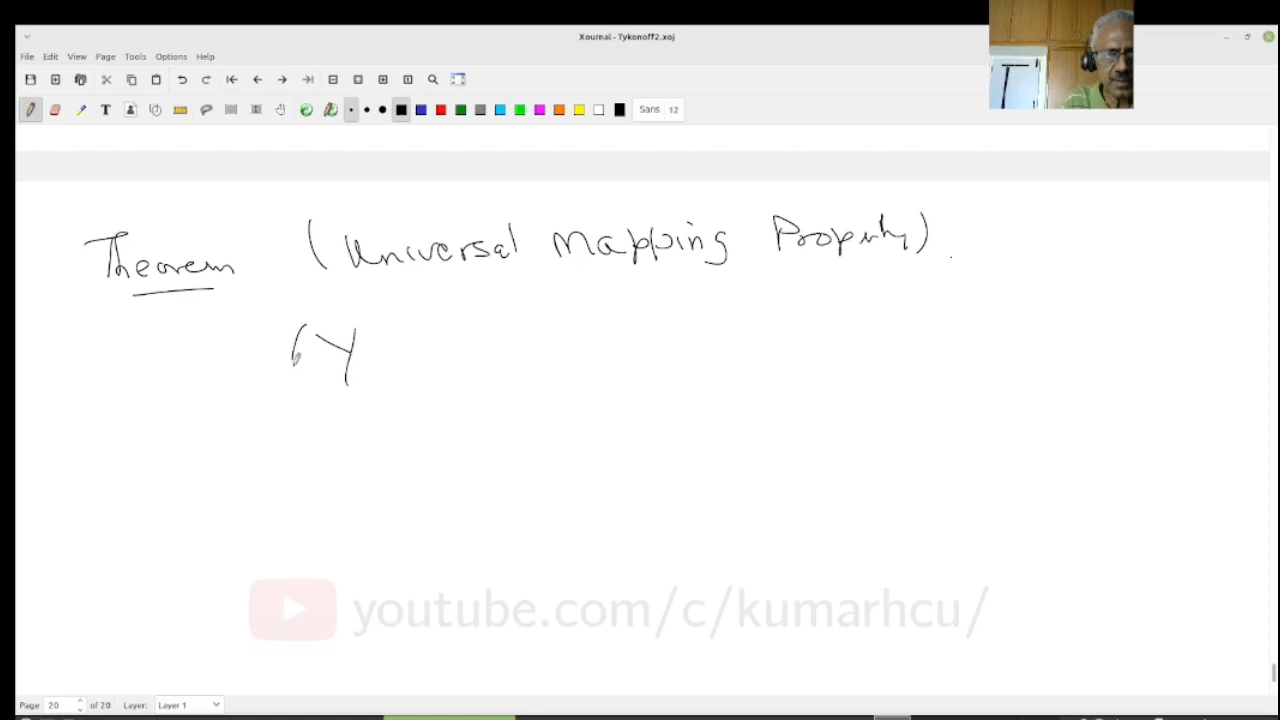 Xournal - Tykonoff2.xoj
File Edit View Page Tools Options Help
Sans 12
Theorem (Universal Mapping Property).
(Y
youtube.com/c/kumarhcu/
Page 20 of 20 Layer: Layer 1